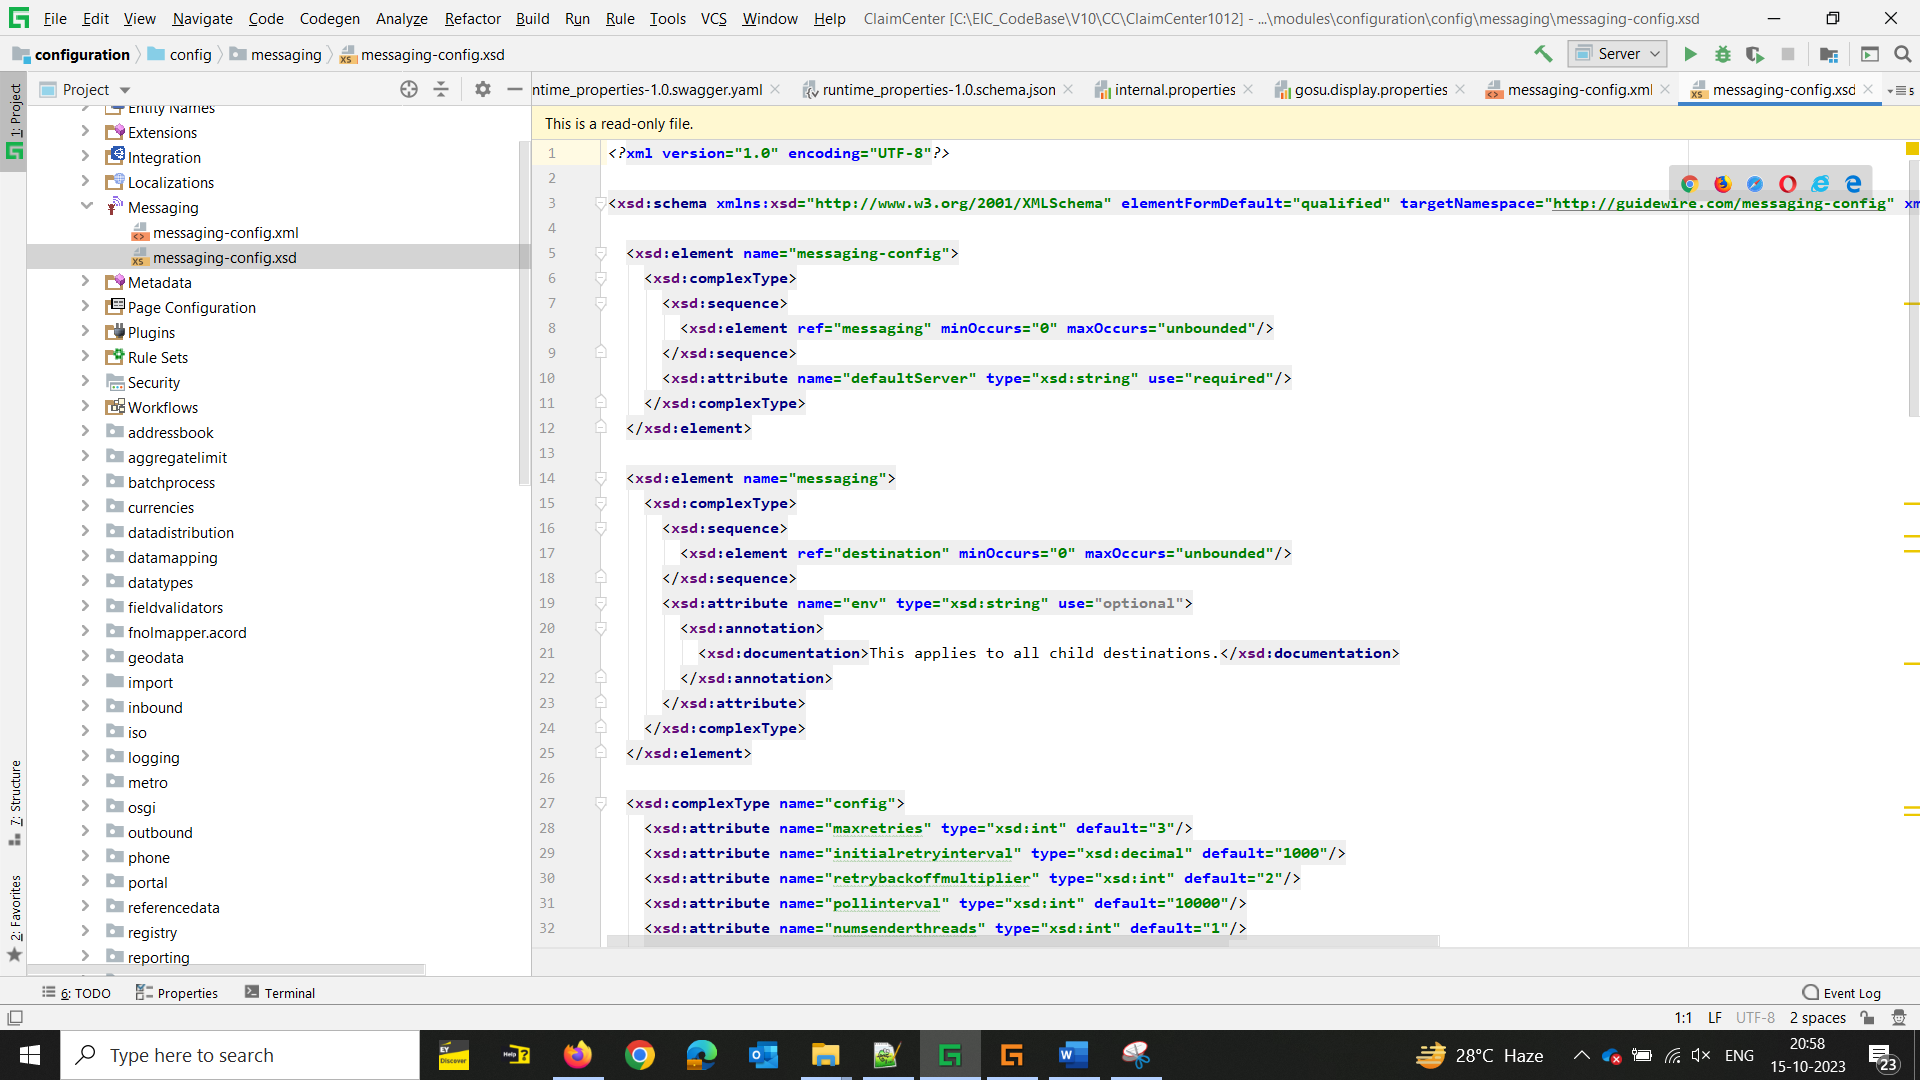 File Edit View Navigate Code Codegen Analyze Refactor Build Run Rule Tools VCS Window Help ClaimCenter [C:\EIC_CodeBase\V10\CC\ClaimCenter1012] - ...\modules\configuration\config\messaging\messaging-config.xsd
configuration config messaging messaging-config.xsd
Server
1: Project
Project
ntime_properties-1.0.swagger.yaml runtime_properties-1.0.schema.json internal.properties gosu.display.properties messaging-config.xml messaging-config.xsd 5
This is a read-only file.
Entity Names
Extensions
Integration
Localizations
Messaging
messaging-config.xml
messaging-config.xsd
Metadata
Page Configuration
Plugins
Rule Sets
Security
Workflows
addressbook
aggregatelimit
batchprocess
currencies
datadistribution
datamapping
datatypes
fieldvalidators
fnolmapper.acord
geodata
import
inbound
iso
logging
metro
osgi
outbound
phone
portal
referencedata
registry
reporting
7: Structure
2: Favorites
1 <?xml version="1.0" encoding="UTF-8"?>
2
3 <xsd:schema xmlns:xsd="http://www.w3.org/2001/XMLSchema" elementFormDefault="qualified" targetNamespace="http://guidewire.com/messaging-config" xm
4
5 <xsd:element name="messaging-config">
6 <xsd:complexType>
7 <xsd:sequence>
8 <xsd:element ref="messaging" minOccurs="0" maxOccurs="unbounded"/>
9 </xsd:sequence>
10 <xsd:attribute name="defaultServer" type="xsd:string" use="required"/>
11 </xsd:complexType>
12 </xsd:element>
13
14 <xsd:element name="messaging">
15 <xsd:complexType>
16 <xsd:sequence>
17 <xsd:element ref="destination" minOccurs="0" maxOccurs="unbounded"/>
18 </xsd:sequence>
19 <xsd:attribute name="env" type="xsd:string" use="optional">
20 <xsd:annotation>
21 <xsd:documentation>This applies to all child destinations.</xsd:documentation>
22 </xsd:annotation>
23 </xsd:attribute>
24 </xsd:complexType>
25 </xsd:element>
26
27 <xsd:complexType name="config">
28 <xsd:attribute name="maxretries" type="xsd:int" default="3"/>
29 <xsd:attribute name="initialretryinterval" type="xsd:decimal" default="1000"/>
30 <xsd:attribute name="retrybackoffmultiplier" type="xsd:int" default="2"/>
31 <xsd:attribute name="pollinterval" type="xsd:int" default="10000"/>
32 <xsd:attribute name="numsenderthreads" type="xsd:int" default="1"/>
6: TODO Properties Terminal Event Log
1:1 LF UTF-8 2 spaces
Type here to search
EY Discover
Help ?
28°C Haze
ENG
20:58
15-10-2023
23